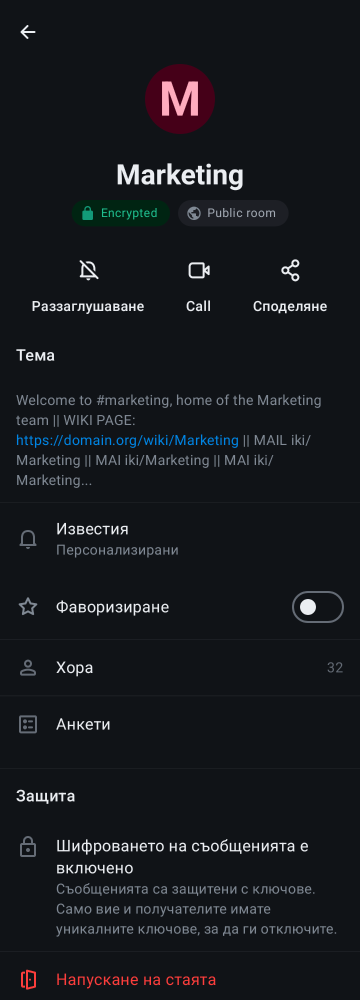 M
Marketing
Encrypted
Public room
Раззаглушаване
Call
Споделяне
Тема
Welcome to #marketing, home of the Marketing
team || WIKI PAGE:
https://domain.org/wiki/Marketing || MAIL iki/
Marketing || MAI iki/Marketing || MAI iki/
Marketing...
Известия
Персонализирани
Фаворизиране
Хора
32
Анкети
Защита
Шифроването на съобщенията е
включено
Съобщенията са защитени с ключове.
Само вие и получателите имате
уникалните ключове, за да ги отключите.
Напускане на стаята